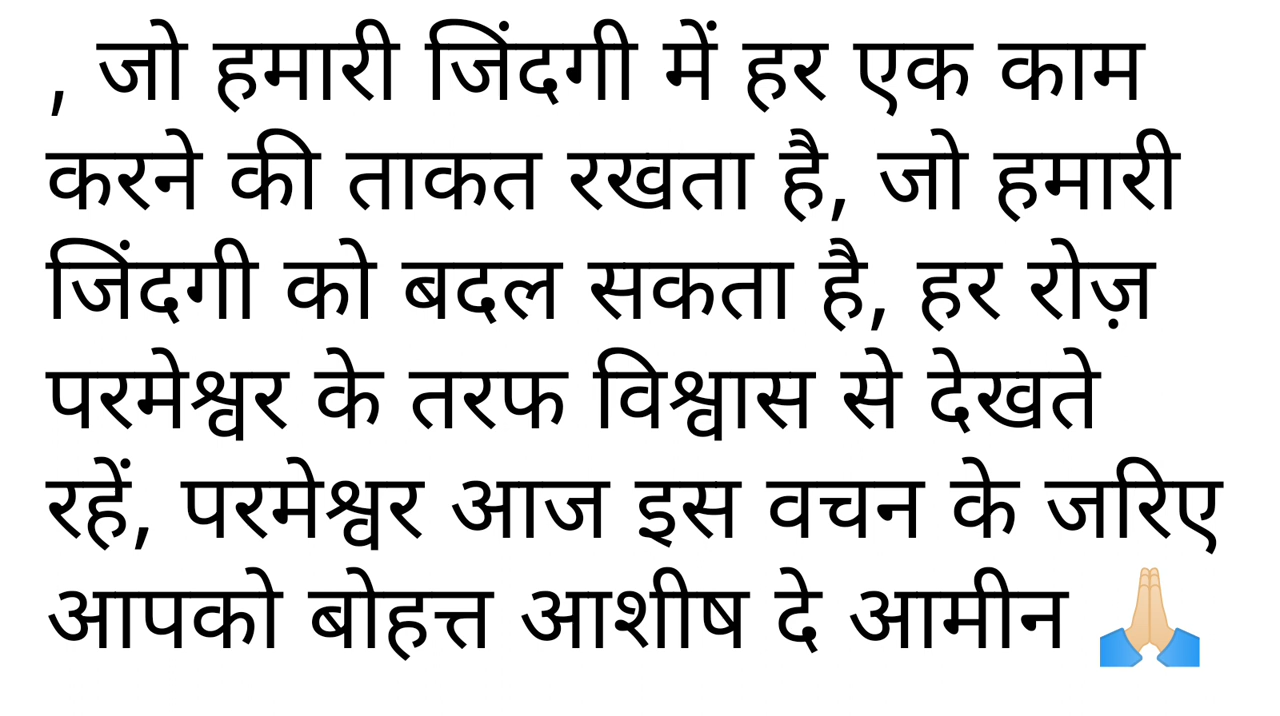 , जो हमारी जिंदगी में हर एक काम
करने की ताकत रखता है, जो हमारी
जिंदगी को बदल सकता है, हर रोज़
परमेश्वर के तरफ विश्वास से देखते
रहें, परमेश्वर आज इस वचन के जरिए
आपको बोहत्त आशीष दे आमीन 🙏🏻